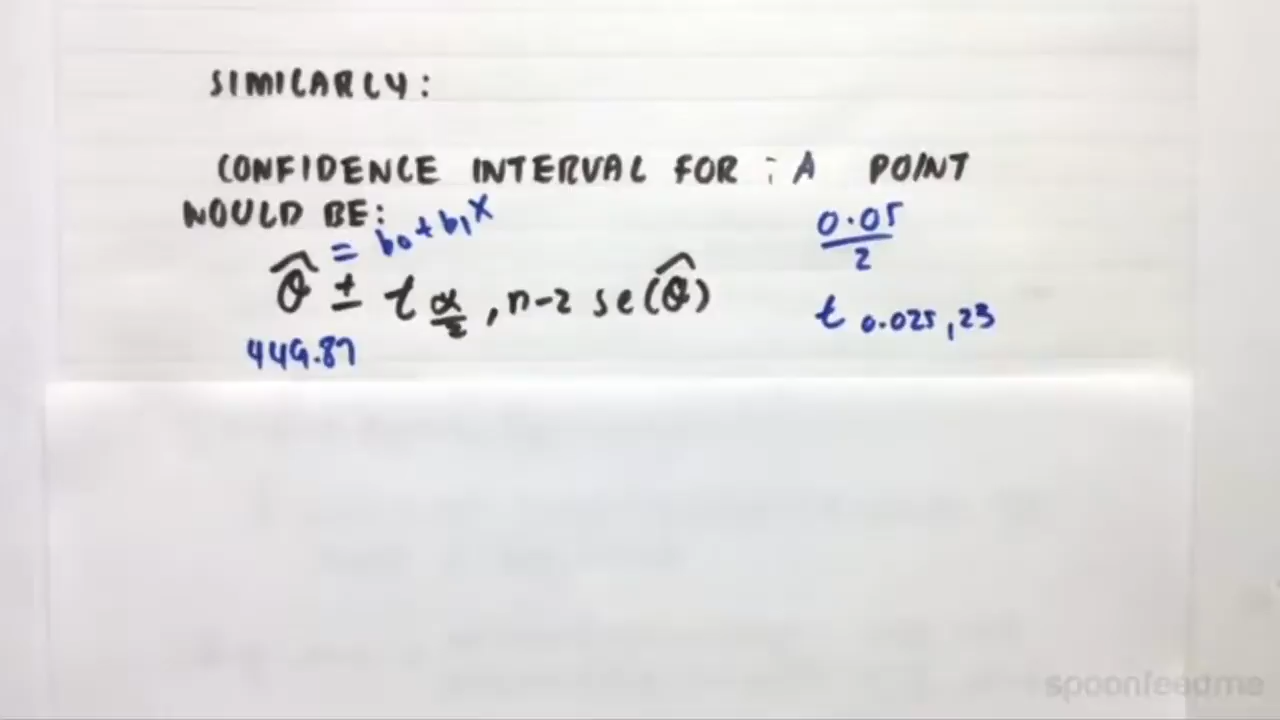 SIMILARLY:
CONFIDENCE INTERVAL FOR : A POINT
WOULD BE:
= b₀ + b₁x
θ̂ ± t α/2 , n-2 se(θ̂)
449.87
0.05
2
t 0.025, 23
spoonfeedme